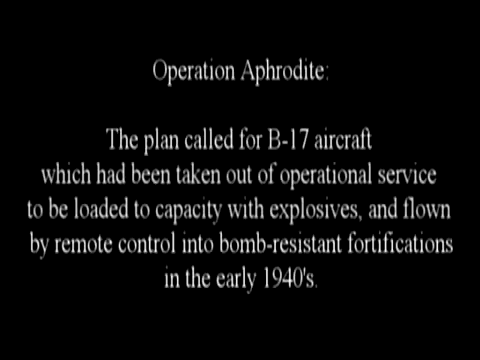 Operation Aphrodite:
The plan called for B-17 aircraft
which had been taken out of operational service
to be loaded to capacity with explosives, and flown
by remote control into bomb-resistant fortifications
in the early 1940's.